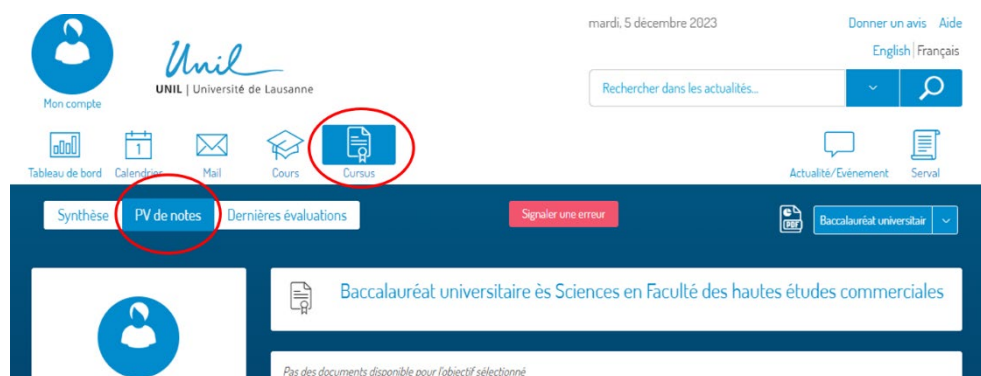 mardi, 5 décembre 2023
Donner un avis Aide
English Français
Unil
UNIL | Université de Lausanne
Mon compte
Rechercher dans les actualités...
1
Tableau de bord Calendrier Mail Cours Cursus Actualité/Evénement Serval
Synthèse PV de notes Dernières évaluations Signaler une erreur PDF Baccalauréat universitair
Baccalauréat universitaire ès Sciences en Faculté des hautes études commerciales
Pas des documents disponible pour l'objectif sélectionné